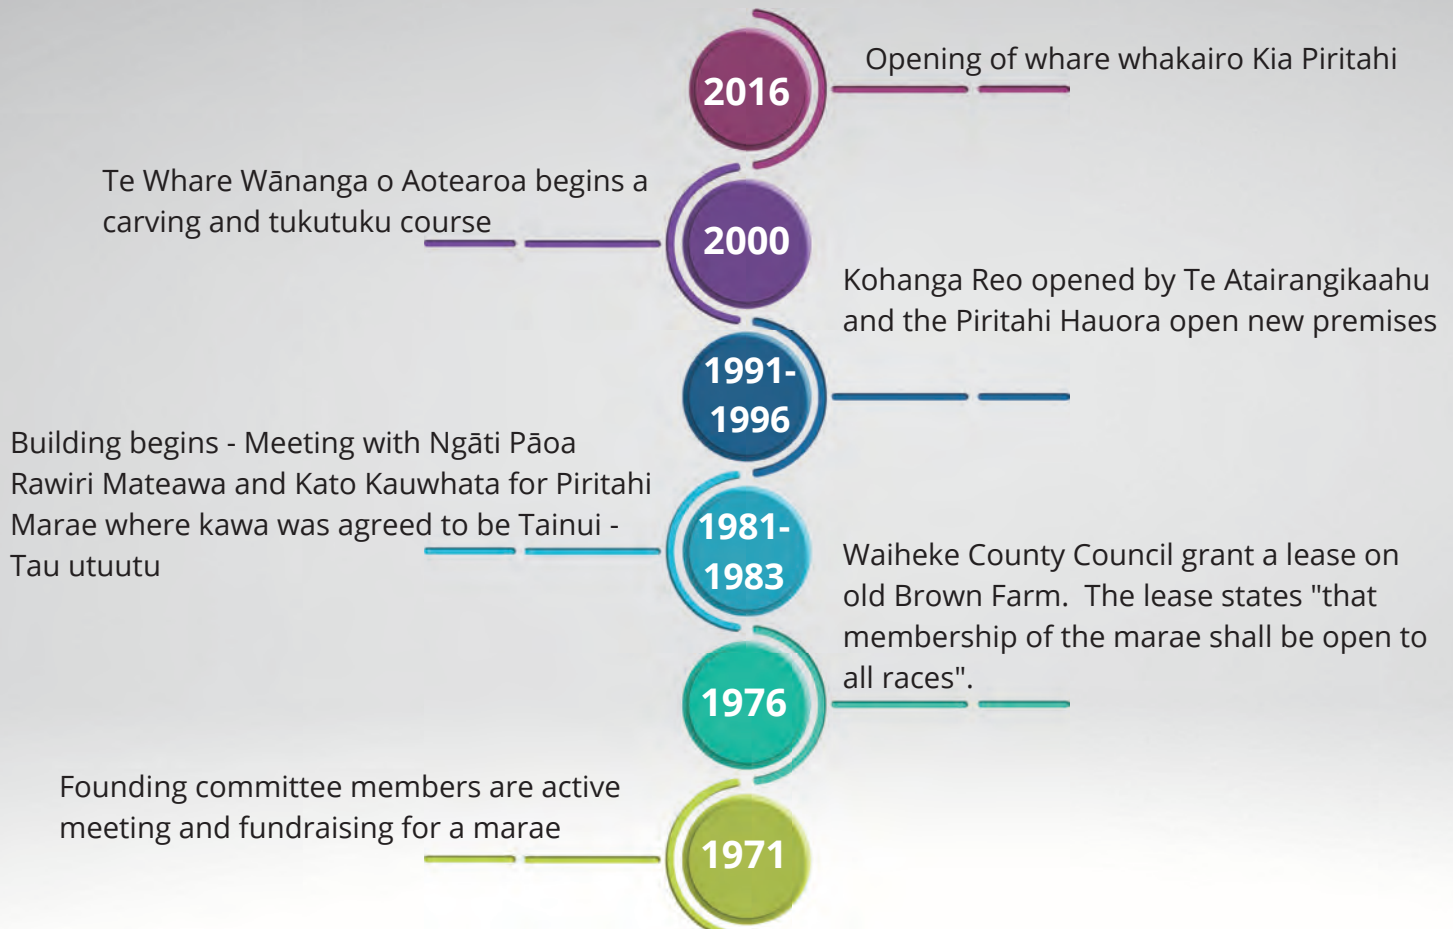 2016
Opening of whare whakairo Kia Piritahi
Te Whare Wānanga o Aotearoa begins a
carving and tukutuku course
2000
Kohanga Reo opened by Te Atairangikaahu
and the Piritahi Hauora open new premises
1991-
1996
Building begins - Meeting with Ngāti Pāoa
Rawiri Mateawa and Kato Kauwhata for Piritahi
Marae where kawa was agreed to be Tainui -
Tau utuutu
1981-
1983
Waiheke County Council grant a lease on
old Brown Farm.  The lease states "that
membership of the marae shall be open to
all races".
1976
Founding committee members are active
meeting and fundraising for a marae
1971